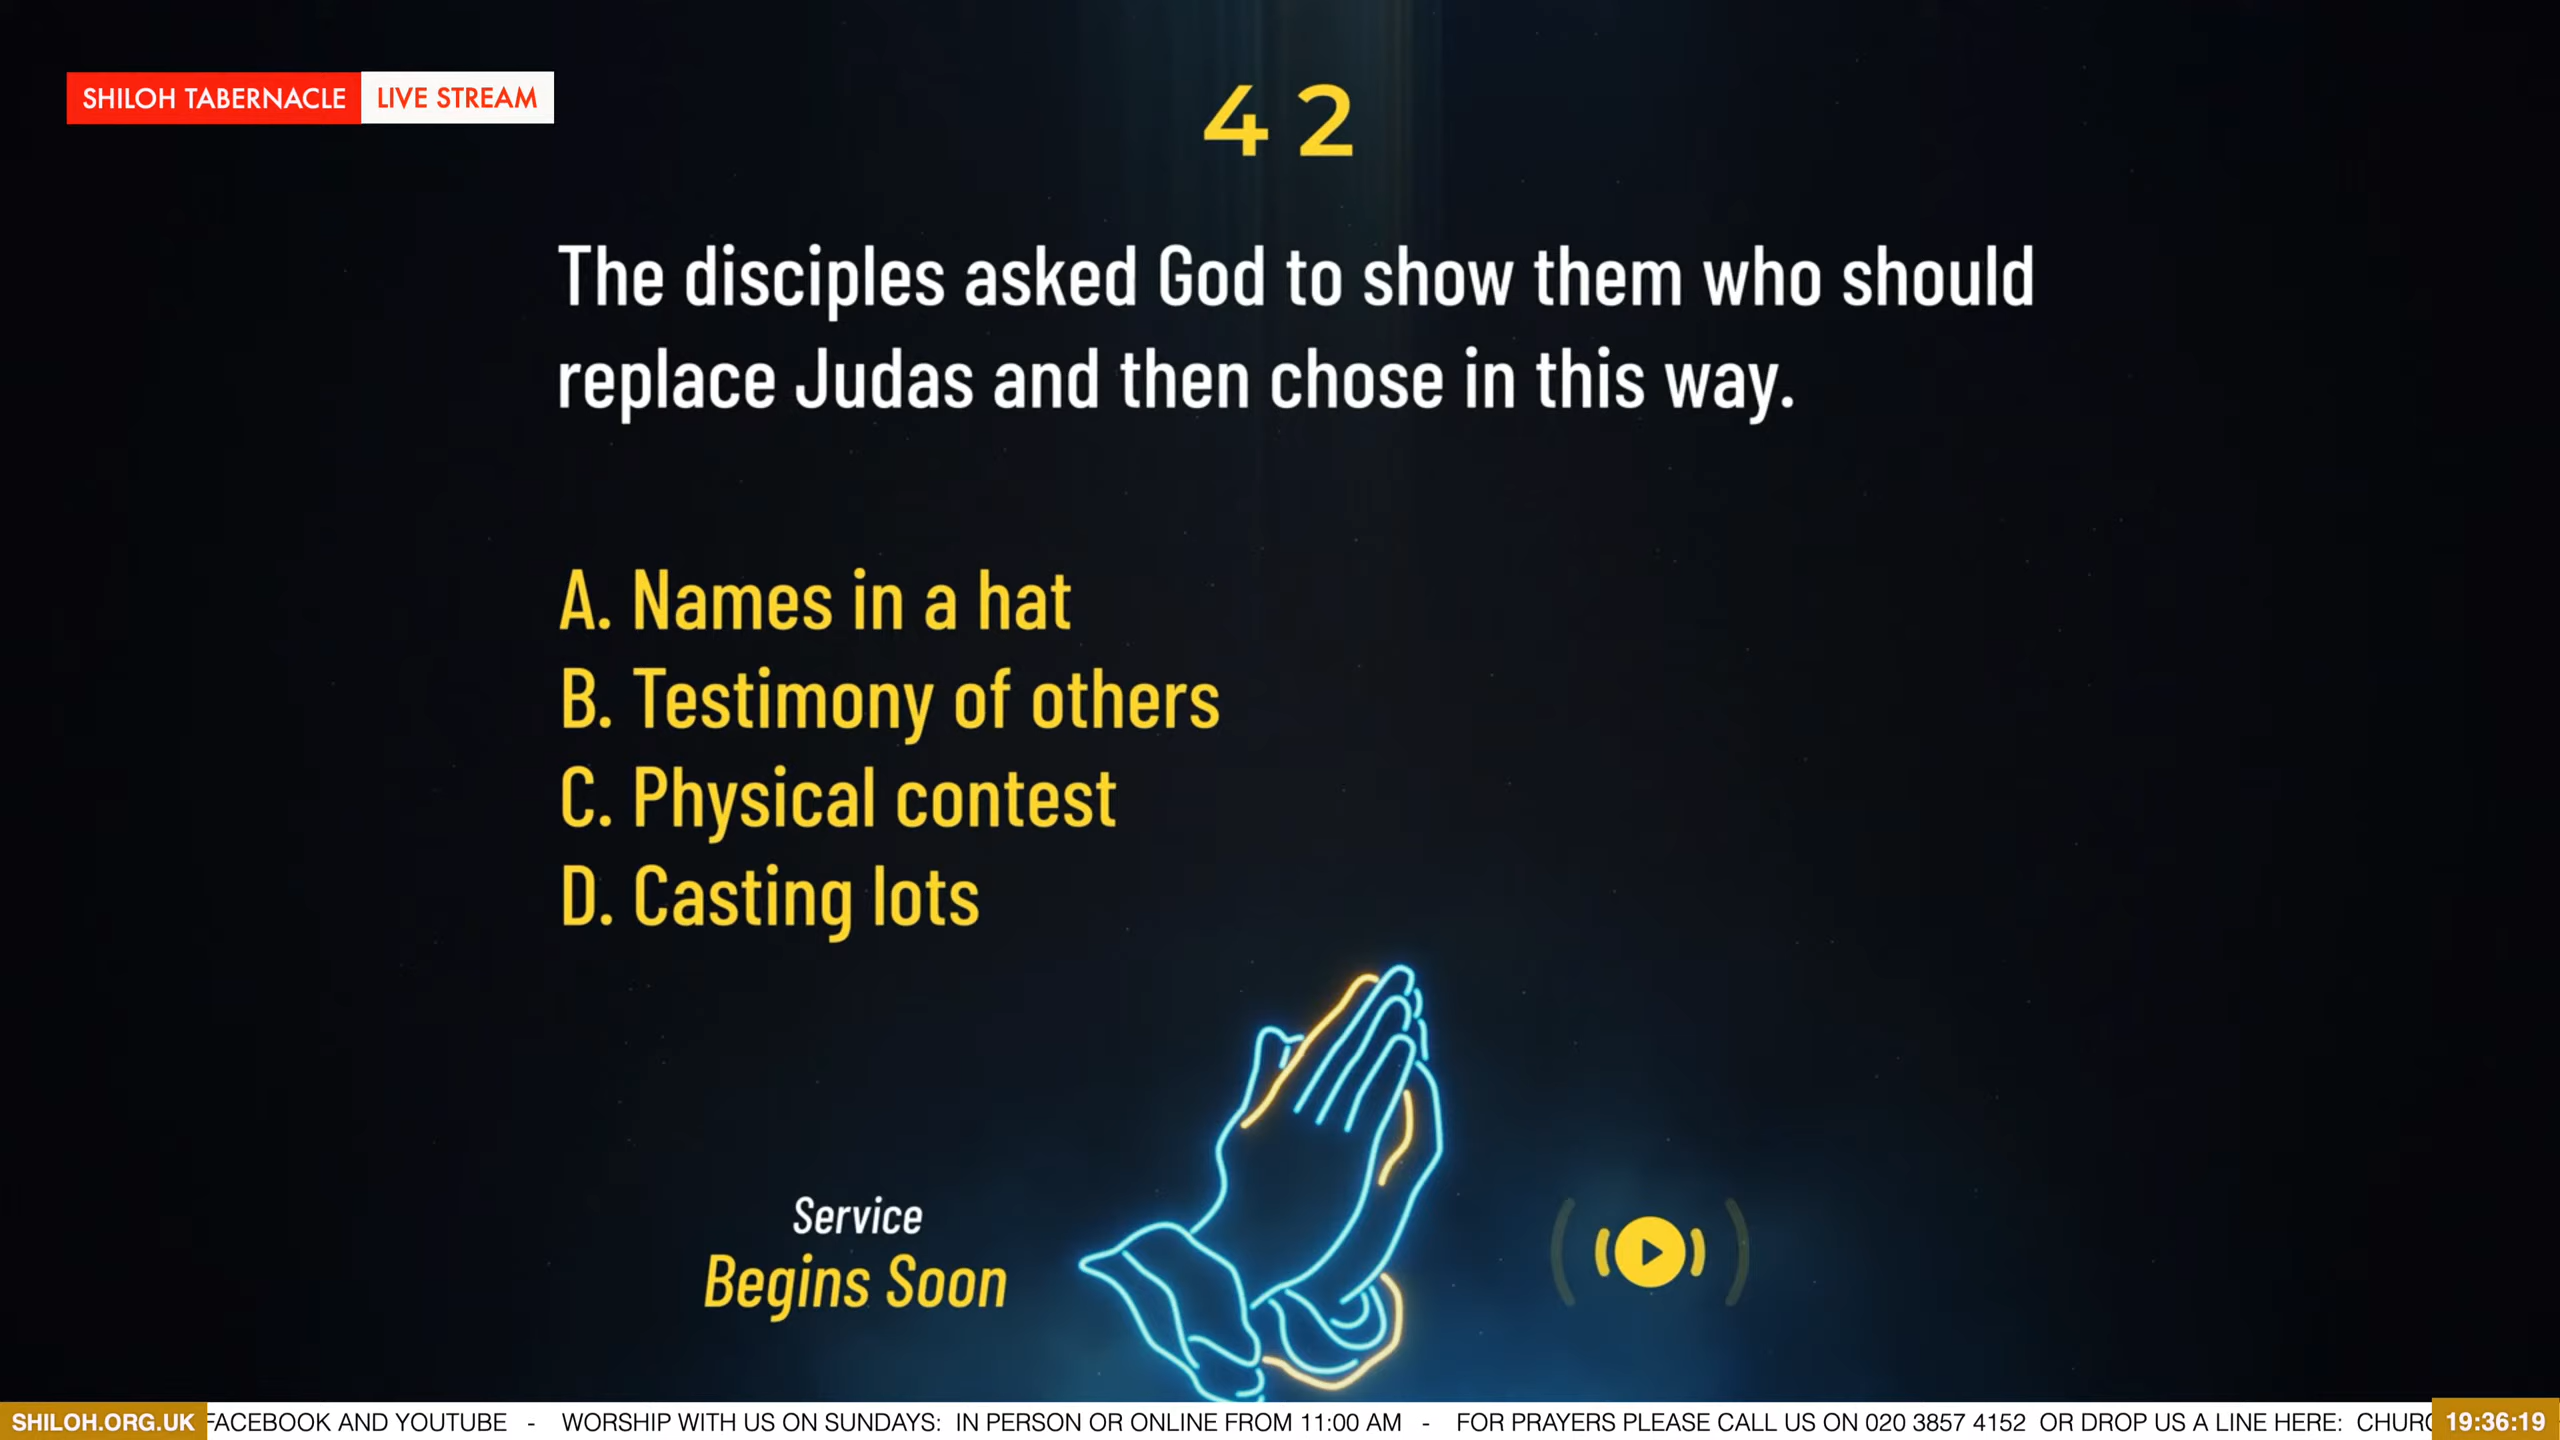 SHILOH TABERNACLE LIVE STREAM
42
The disciples asked God to show them who should
replace Judas and then chose in this way.
A. Names in a hat
B. Testimony of others
C. Physical contest
D. Casting lots
Service
Begins Soon
SHILOH.ORG.UK FACEBOOK AND YOUTUBE - WORSHIP WITH US ON SUNDAYS: IN PERSON OR ONLINE FROM 11:00 AM - FOR PRAYERS PLEASE CALL US ON 020 3857 4152 OR DROP US A LINE HERE: 19:36:19